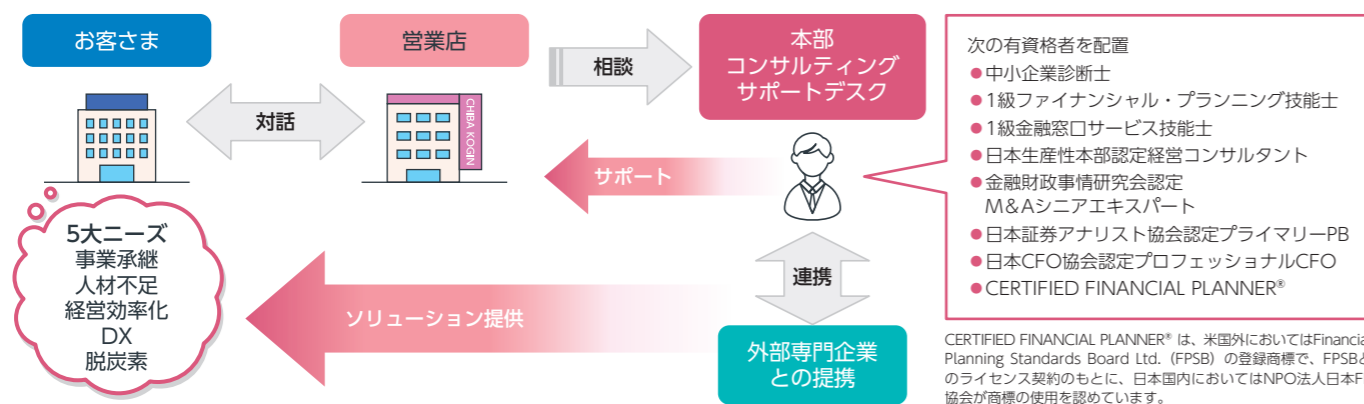 お客さま
営業店
相談
本部
コンサルティング
サポートデスク
対話
CHIBA KOGIN
サポート
5大ニーズ
事業承継
人材不足
経営効率化
DX
脱炭素
ソリューション提供
連携
外部専門企業
との提携
次の有資格者を配置
●中小企業診断士
●1級ファイナンシャル・プランニング技能士
●1級金融窓口サービス技能士
●日本生産性本部認定経営コンサルタント
●金融財政事情研究会認定
M&Aシニアエキスパート
●日本証券アナリスト協会認定プライマリーPB
●日本CFO協会認定プロフェッショナルCFO
●CERTIFIED FINANCIAL PLANNER®
CERTIFIED FINANCIAL PLANNER® は、米国外においてはFinancia
Planning Standards Board Ltd.（FPSB）の登録商標で、FPSB
のライセンス契約のもとに、日本国内においてはNPO法人日本F
協会が商標の使用を認めています。